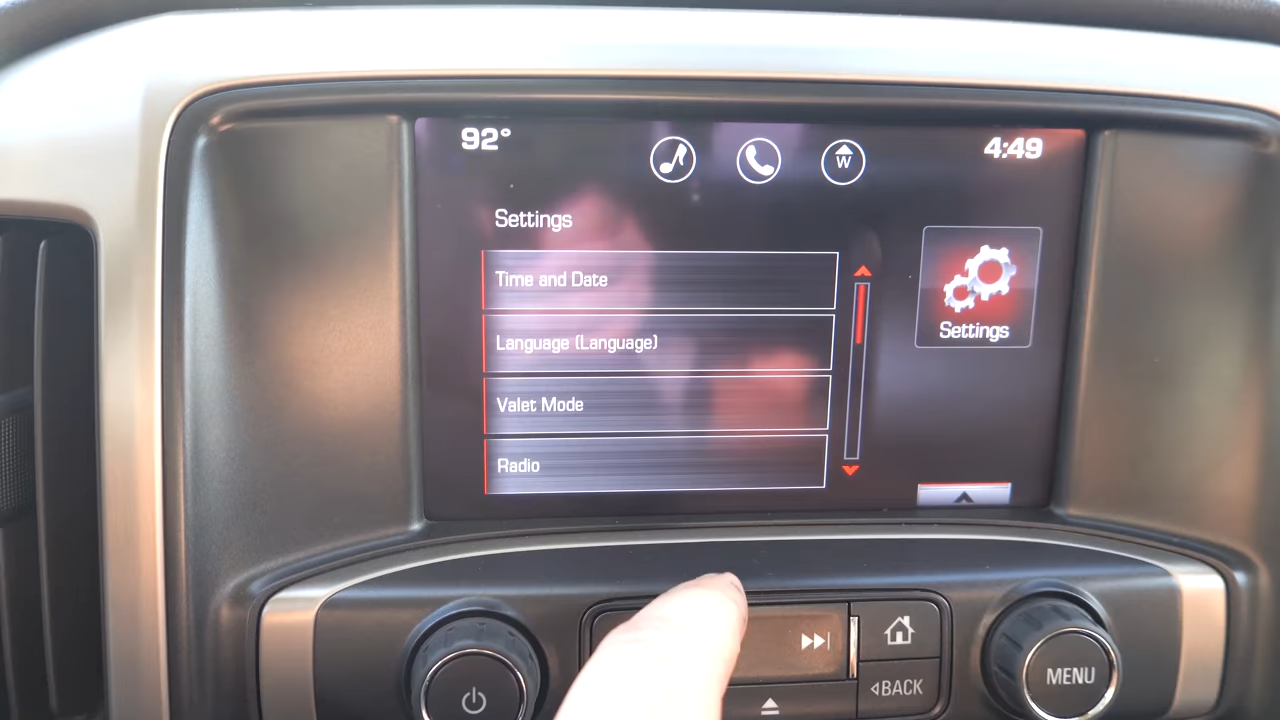 92°
W
4:49
Settings
Time and Date
Language (Language)
Valet Mode
Radio
Settings
BACK
MENU